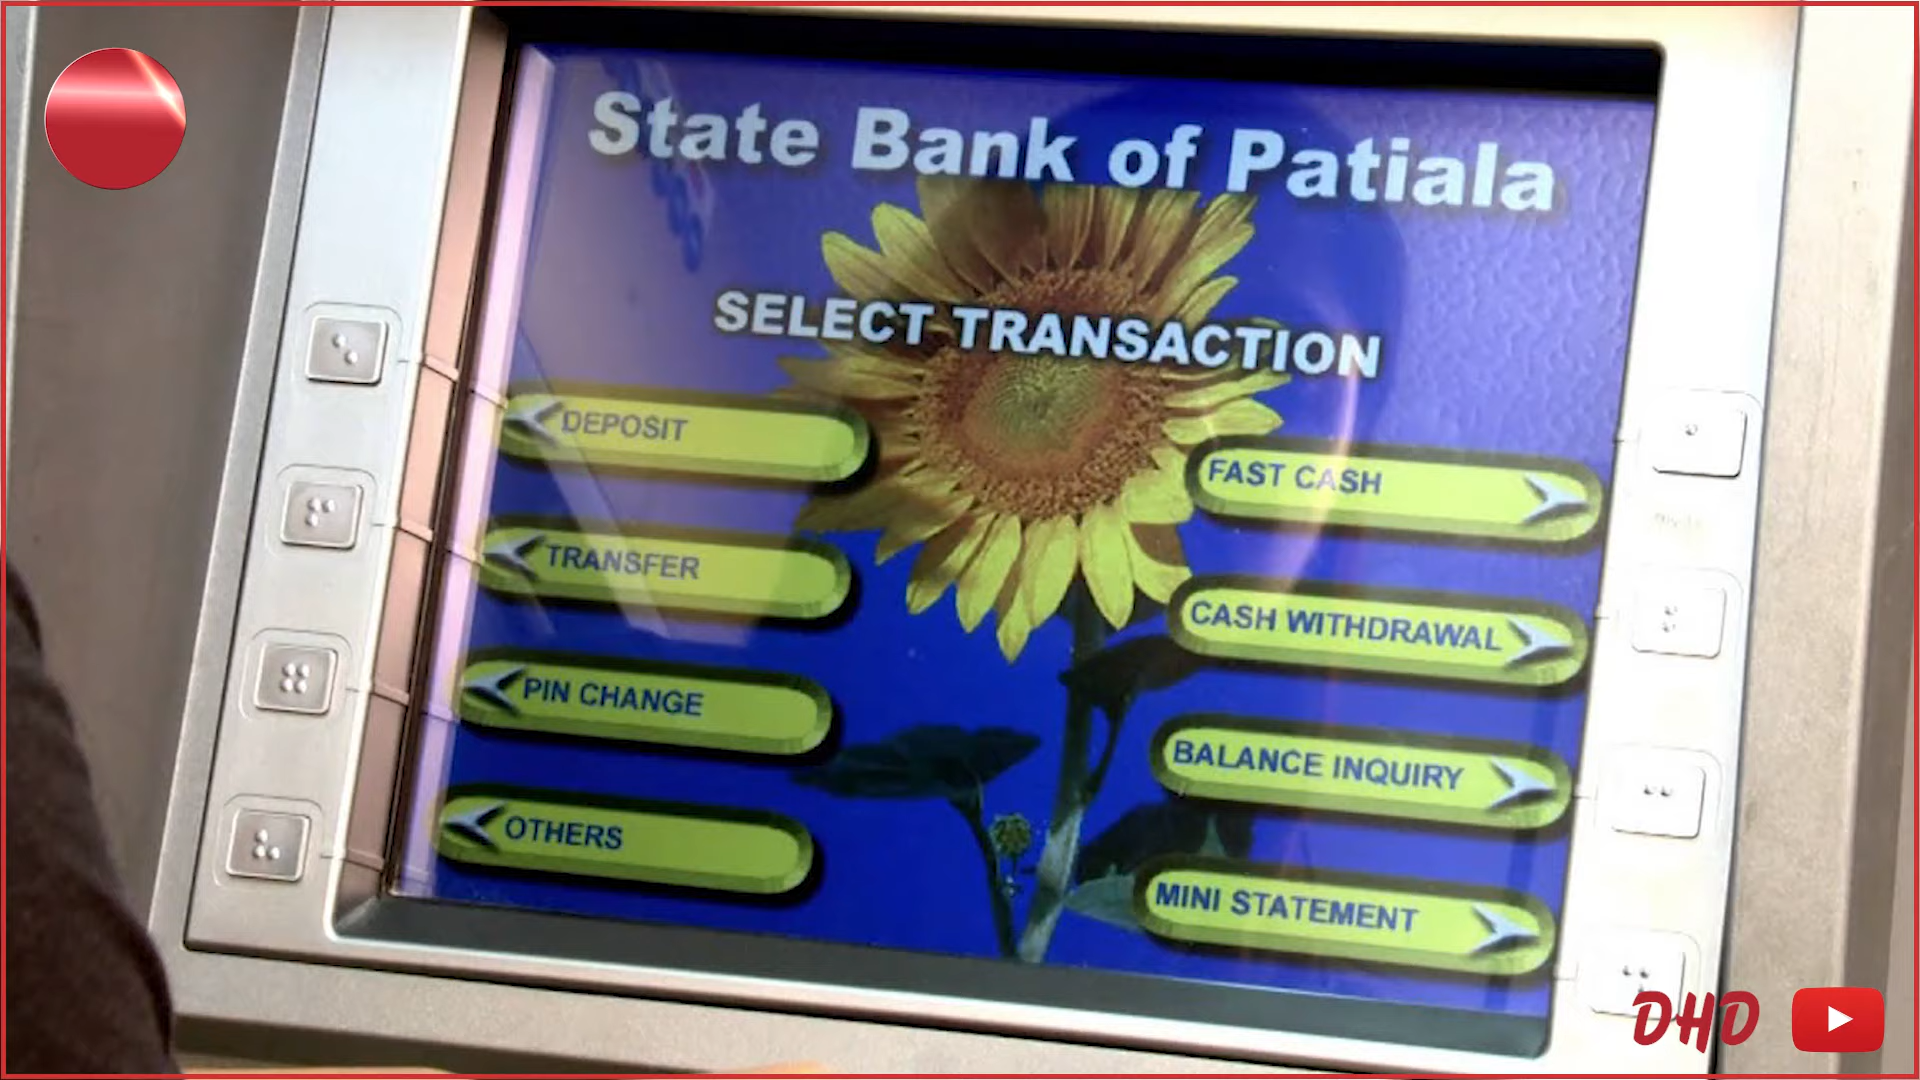 State Bank of Patiala
SELECT TRANSACTION
DEPOSIT
FAST CASH
TRANSFER
CASH WITHDRAWAL
PIN CHANGE
BALANCE INQUIRY
OTHERS
MINI STATEMENT
DHD